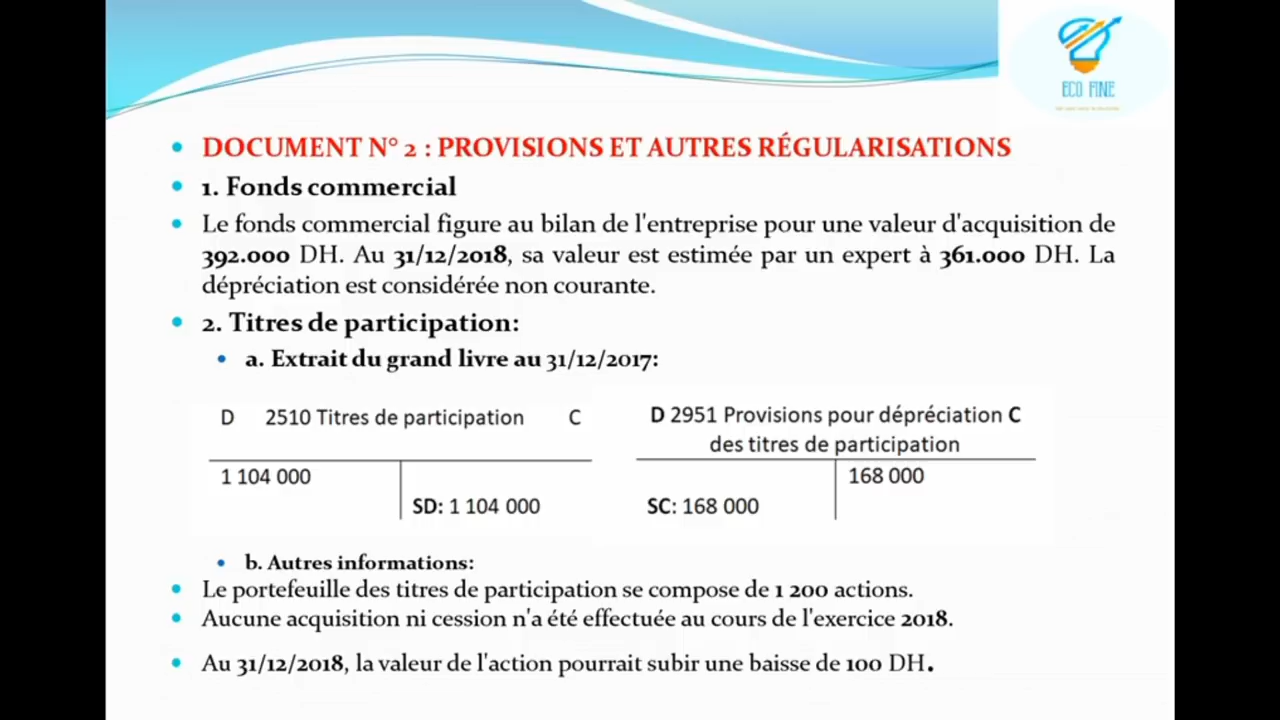 ECO FINE
DOCUMENT N° 2 : PROVISIONS ET AUTRES RÉGULARISATIONS
1. Fonds commercial
Le fonds commercial figure au bilan de l'entreprise pour une valeur d'acquisition de
392.000 DH. Au 31/12/2018, sa valeur est estimée par un expert à 361.000 DH. La
dépréciation est considérée non courante.
2. Titres de participation:
a. Extrait du grand livre au 31/12/2017:
D 2510 Titres de participation C
1 104 000
SD: 1 104 000
D 2951 Provisions pour dépréciation C
des titres de participation
168 000
SC: 168 000
b. Autres informations:
Le portefeuille des titres de participation se compose de 1 200 actions.
Aucune acquisition ni cession n'a été effectuée au cours de l'exercice 2018.
Au 31/12/2018, la valeur de l'action pourrait subir une baisse de 100 DH.